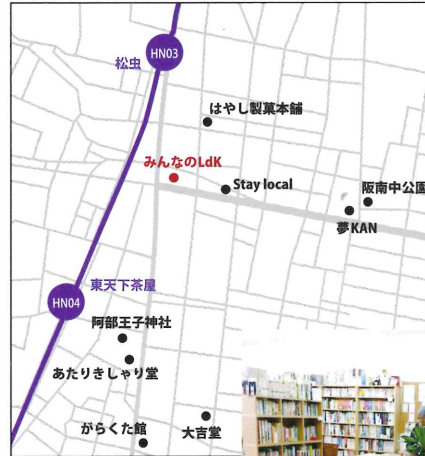 HN03
松虫
はやし製菓本舗
みんなのLdK
Stay local
阪南中公園
夢KAN
東天下茶屋
HN04
阿部王子神社
あたりきしゃり堂
がらくた館
大吉堂